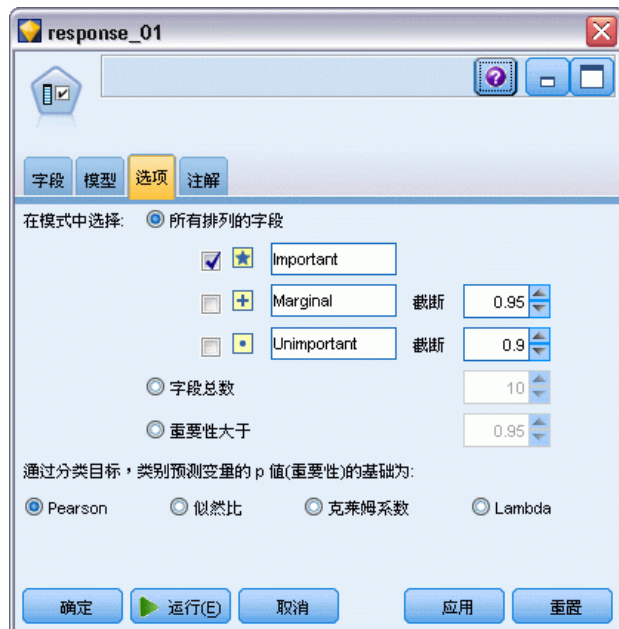 response_01
字段 模型 选项 注解
在模式中选择: 所有排列的字段
Important
Marginal 截断 0.95
Unimportant 截断 0.9
字段总数 10
重要性大于 0.95
通过分类目标，类别预测变量的 p 值(重要性)的基础为:
Pearson 似然比 克莱姆系数 Lambda
确定 运行(E) 取消 应用 重置